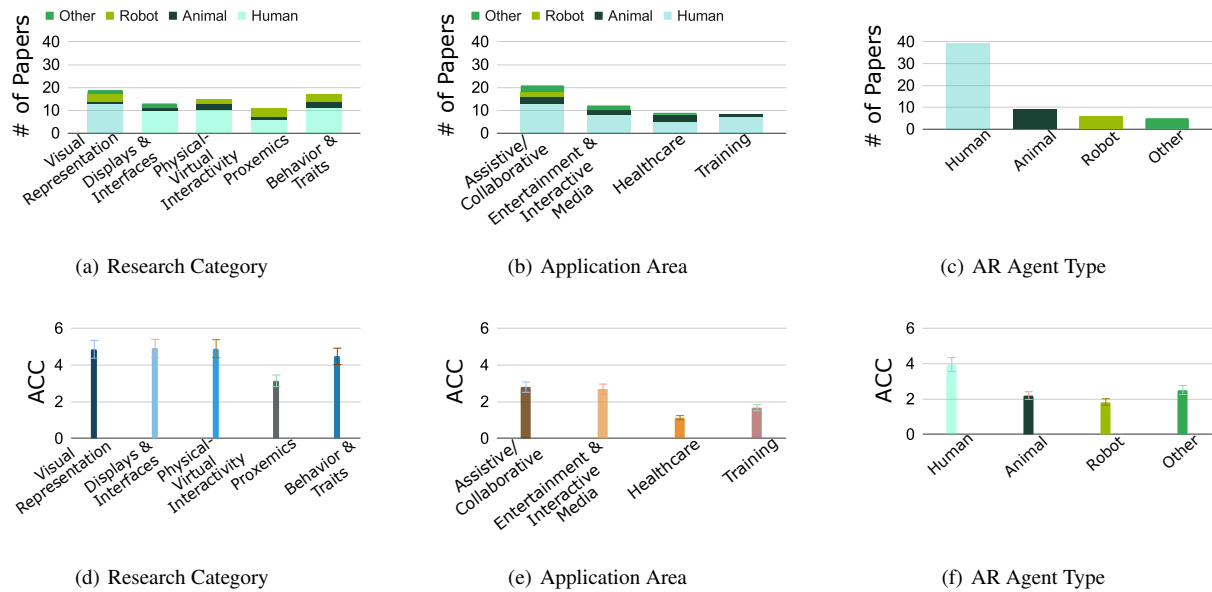 Other Robot Animal Human
# of Papers
40
30
20
10
0
Visual
Representation
Displays &
Interfaces
Physical-
Virtual
Interactivity
Proxemics
Behavior &
Traits
(a) Research Category
Other Robot Animal Human
# of Papers
40
30
20
10
0
Assistive/
Collaborative
Entertainment &
Interactive
Media
Healthcare
Training
(b) Application Area
# of Papers
40
30
20
10
0
Human
Animal
Robot
Other
(c) AR Agent Type
ACC
6
4
2
0
Visual
Representation
Displays &
Interfaces
Physical-
Virtual
Interactivity
Proxemics
Behavior &
Traits
(d) Research Category
ACC
6
4
2
0
Assistive/
Collaborative
Entertainment &
Interactive
Media
Healthcare
Training
(e) Application Area
ACC
6
4
2
0
Human
Animal
Robot
Other
(f) AR Agent Type